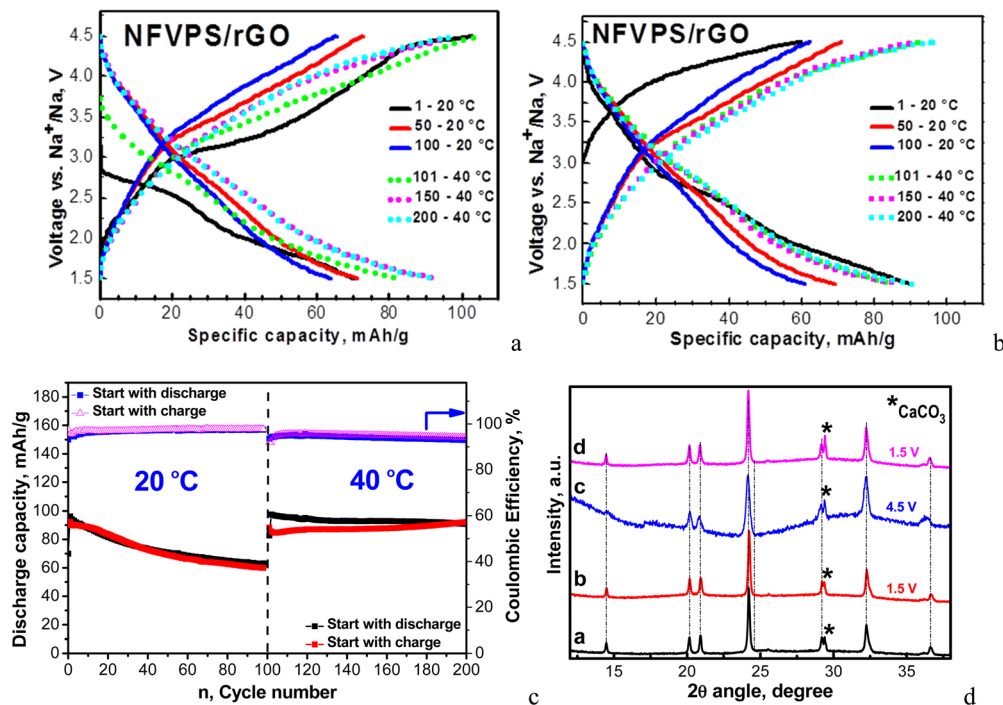 NFVPS/rGO
4.5
4.0
3.5
3.0
2.5
2.0
1.5
Voltage vs. Na⁺/Na, V
1 - 20 °C
50 - 20 °C
100 - 20 °C
101 - 40 °C
150 - 40 °C
200 - 40 °C
0 20 40 60 80 100
Specific capacity, mAh/g
a
NFVPS/rGO
4.5
4.0
3.5
3.0
2.5
2.0
1.5
Voltage vs. Na⁺/Na, V
1 - 20 °C
50 - 20 °C
100 - 20 °C
101 - 40 °C
150 - 40 °C
200 - 40 °C
0 20 40 60 80 100
Specific capacity, mAh/g
b
180
160
140
120
100
80
60
40
20
0
Discharge capacity, mAh/g
Start with discharge
Start with charge
20 °C
40 °C
Start with discharge
Start with charge
100
80
60
40
20
0
Coulombic Efficiency, %
0 20 40 60 80 100 120 140 160 180 200
n, Cycle number
c
Intensity, a.u.
*CaCO₃
d * 1.5 V
c * 4.5 V
b * 1.5 V
a *
15 20 25 30 35
2θ angle, degree
d